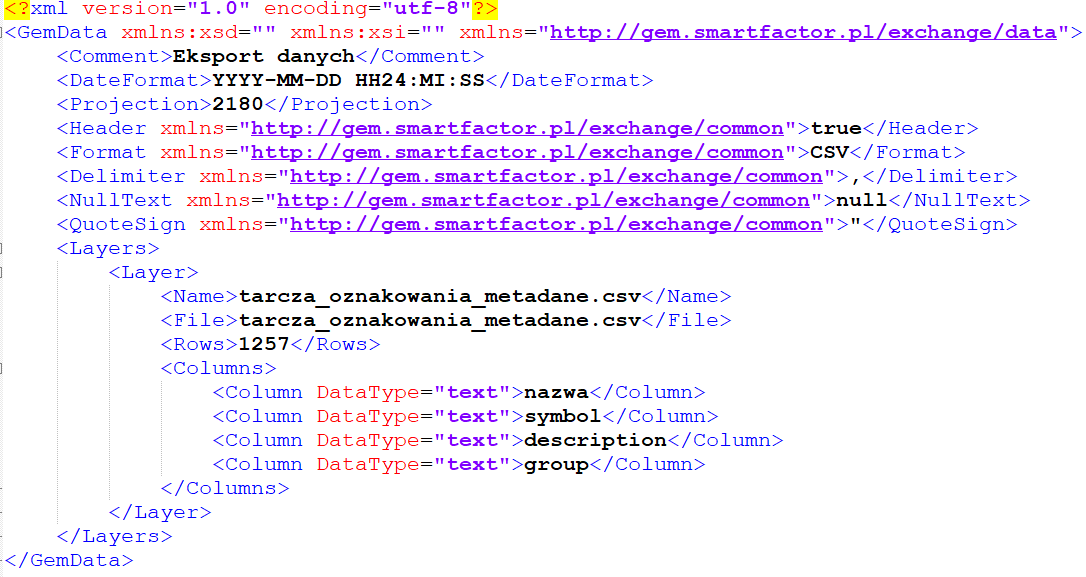 <?xml version="1.0" encoding="utf-8"?>
<GemData xmlns:xsd="" xmlns:xsi="" xmlns="http://gem.smartfactor.pl/exchange/data">
    <Comment>Eksport danych</Comment>
    <DateFormat>YYYY-MM-DD HH24:MI:SS</DateFormat>
    <Projection>2180</Projection>
    <Header xmlns="http://gem.smartfactor.pl/exchange/common">true</Header>
    <Format xmlns="http://gem.smartfactor.pl/exchange/common">CSV</Format>
    <Delimiter xmlns="http://gem.smartfactor.pl/exchange/common">,</Delimiter>
    <NullText xmlns="http://gem.smartfactor.pl/exchange/common">null</NullText>
    <QuoteSign xmlns="http://gem.smartfactor.pl/exchange/common">"</QuoteSign>
    <Layers>
        <Layer>
            <Name>tarcza_oznakowania_metadane.csv</Name>
            <File>tarcza_oznakowania_metadane.csv</File>
            <Rows>1257</Rows>
            <Columns>
                <Column DataType="text">nazwa</Column>
                <Column DataType="text">symbol</Column>
                <Column DataType="text">description</Column>
                <Column DataType="text">group</Column>
            </Columns>
        </Layer>
    </Layers>
</GemData>